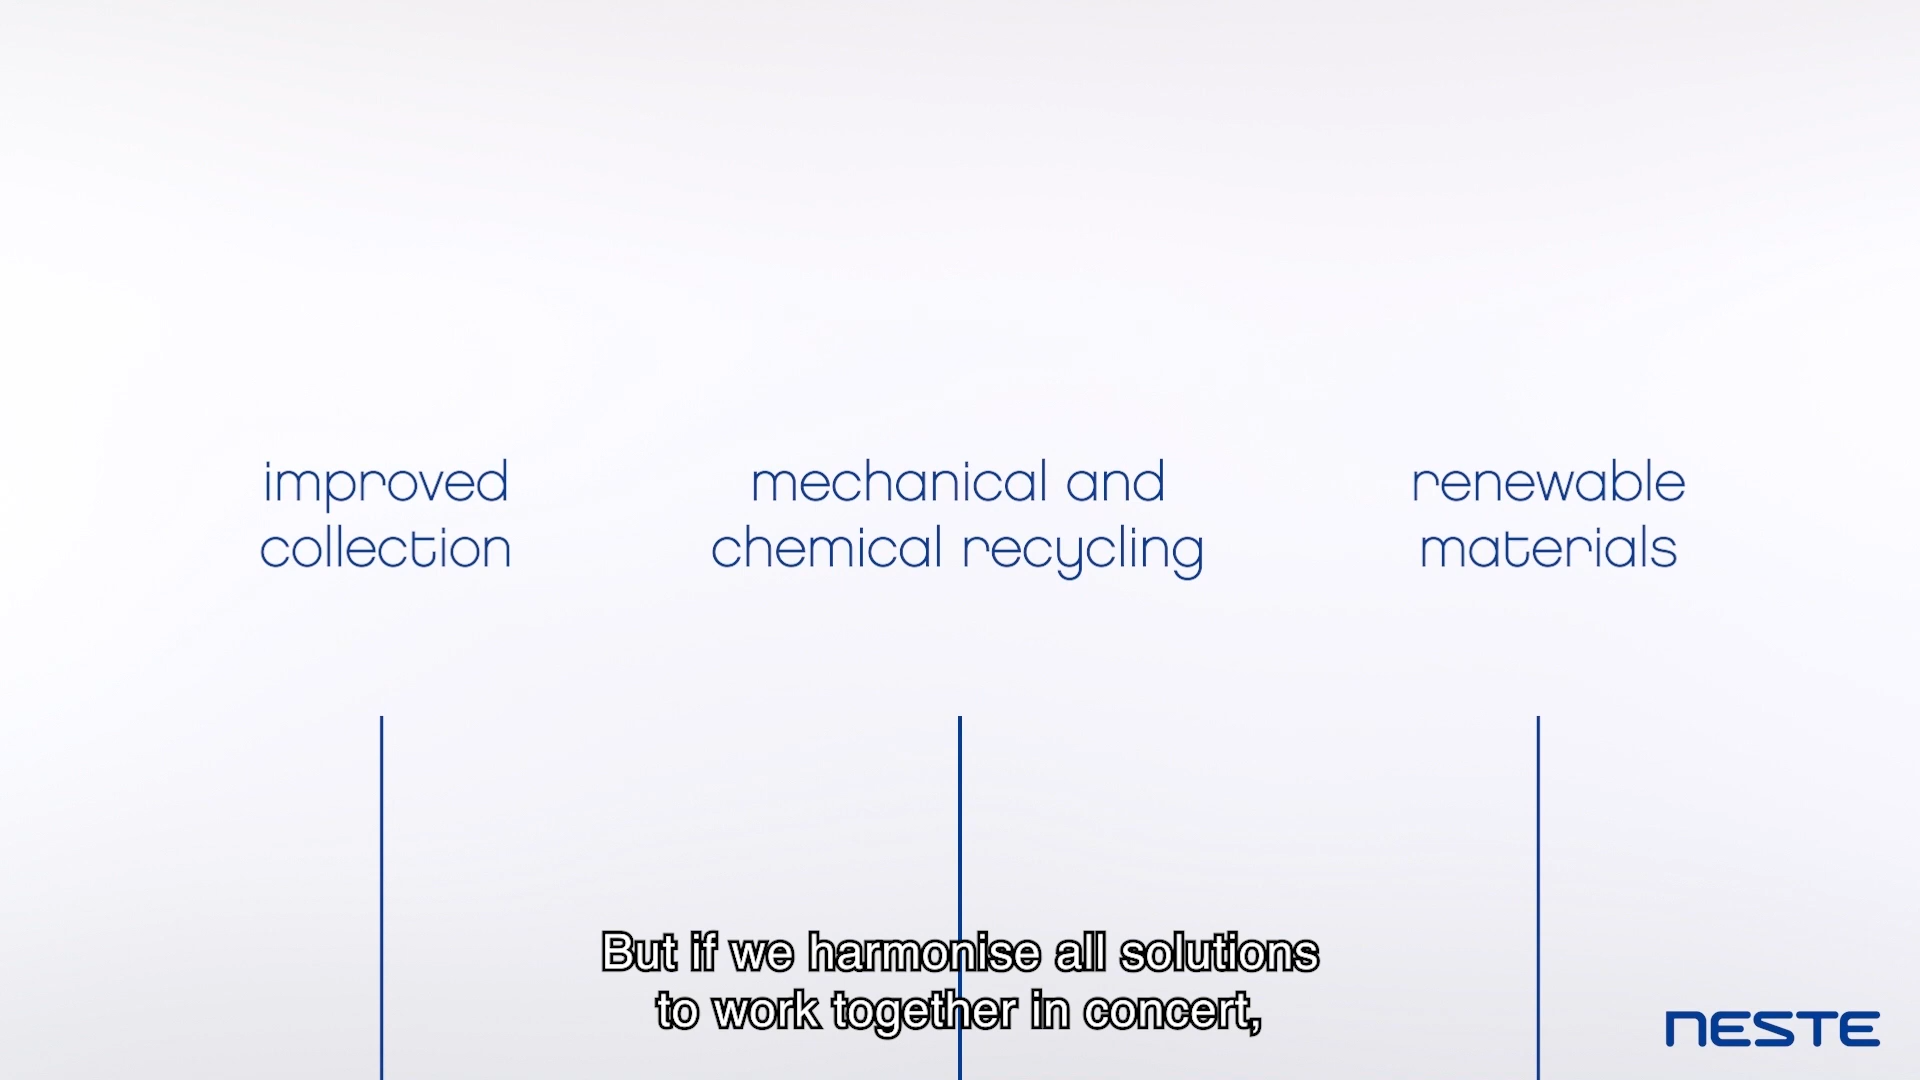 improved
collection
mechanical and
chemical recycling
renewable
materials
But if we harmonise all solutions
to work together in concert,
NESTE